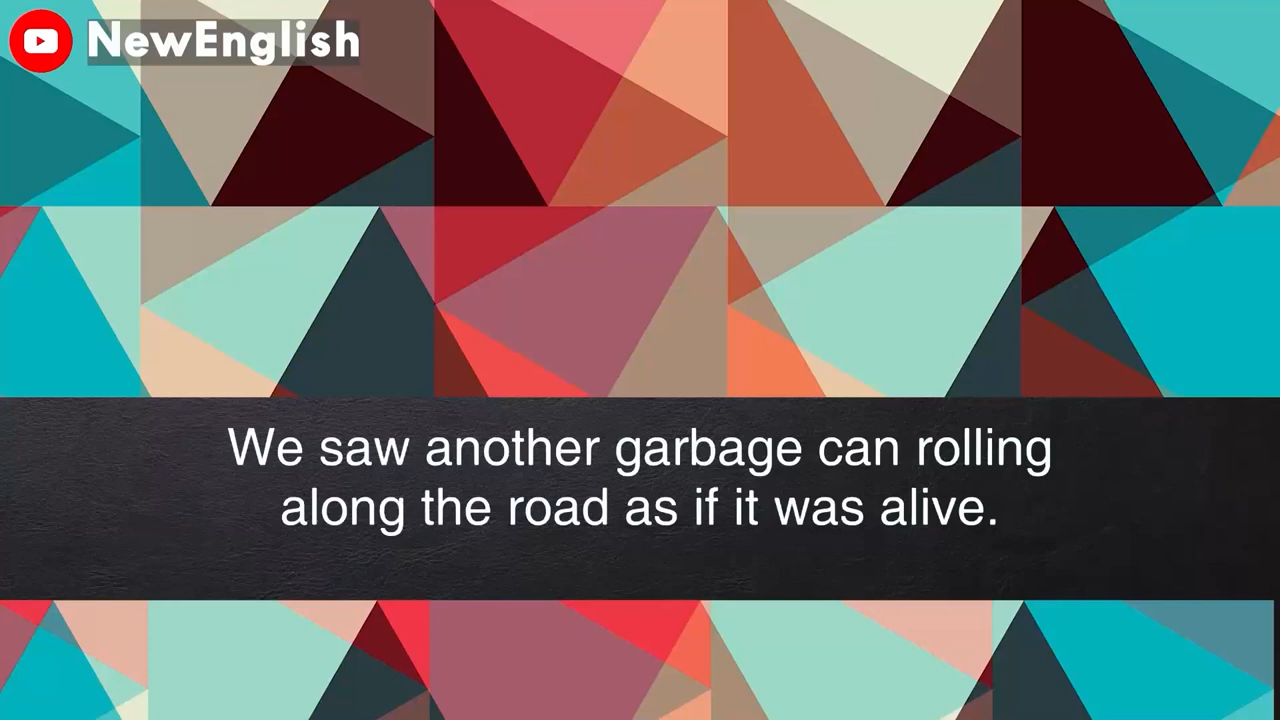 NewEnglish
We saw another garbage can rolling
along the road as if it was alive.